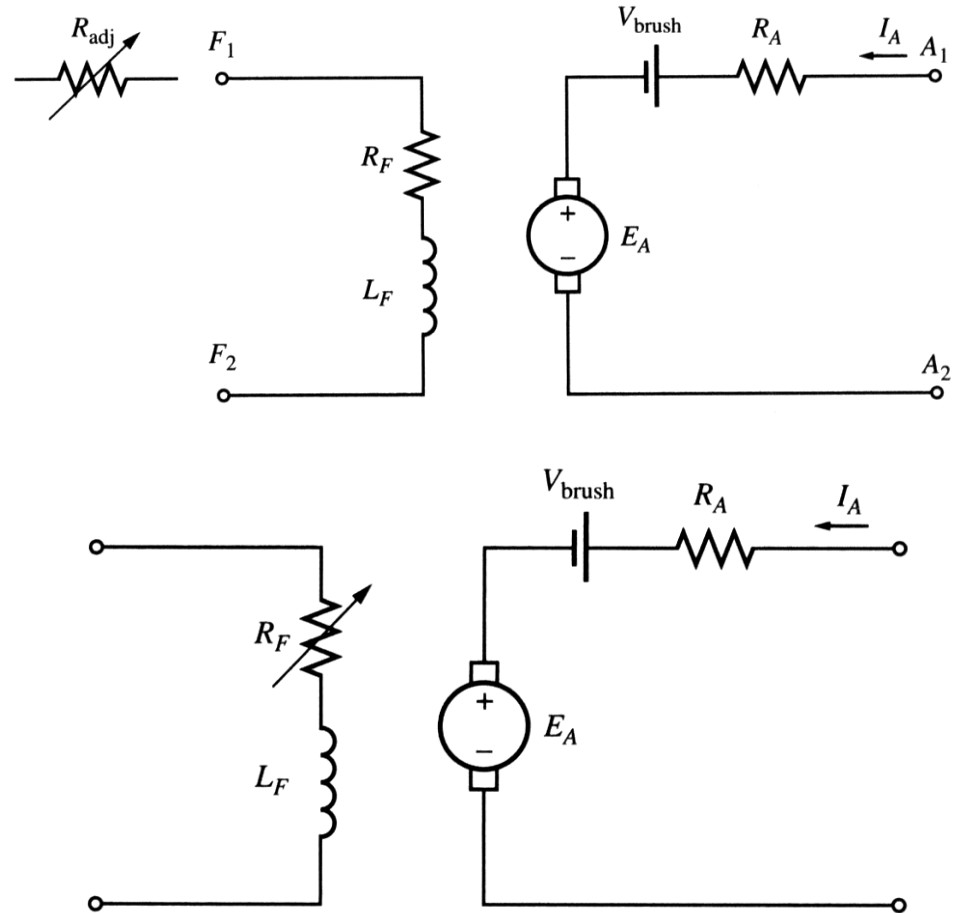 V_brush
R_adj
F_1
R_A
I_A
A_1
R_F
+
E_A
−
L_F
F_2
A_2
V_brush
R_A
I_A
R_F
+
E_A
−
L_F